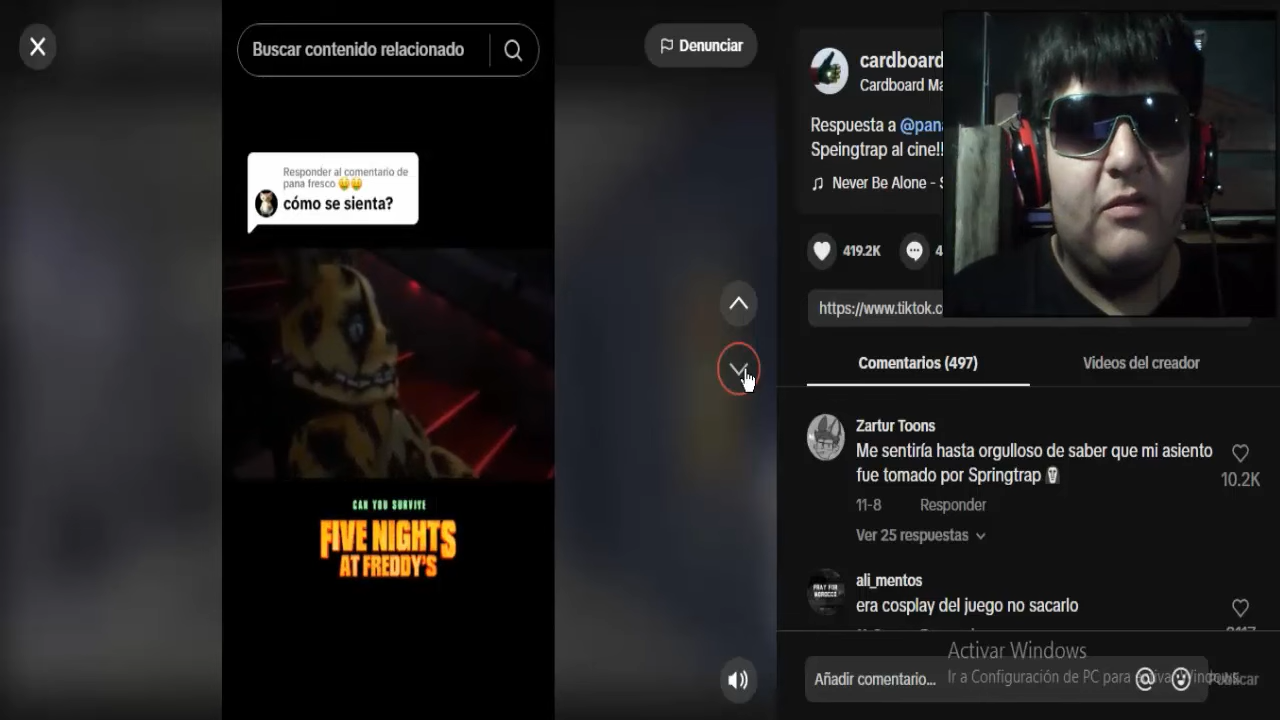 Buscar contenido relacionado
Denunciar
Responder al comentario de
pana fresco 🤑🤑
cómo se sienta?
CAN YOU SURVIVE
FIVE NIGHTS
AT FREDDY'S
cardboard
Cardboard Ma
Respuesta a @pana
Speingtrap al cine!!
Never Be Alone - S
419.2K
4
https://www.tiktok.c
Comentarios (497)
Videos del creador
Zartur Toons
Me sentiría hasta orgulloso de saber que mi asiento
fue tomado por Springtrap 🗿
10.2K
11-8 Responder
Ver 25 respuestas
ali_mentos
era cosplay del juego no sacarlo
Activar Windows
Ir a Configuración de PC para activar Windows.
Añadir comentario...
Publicar